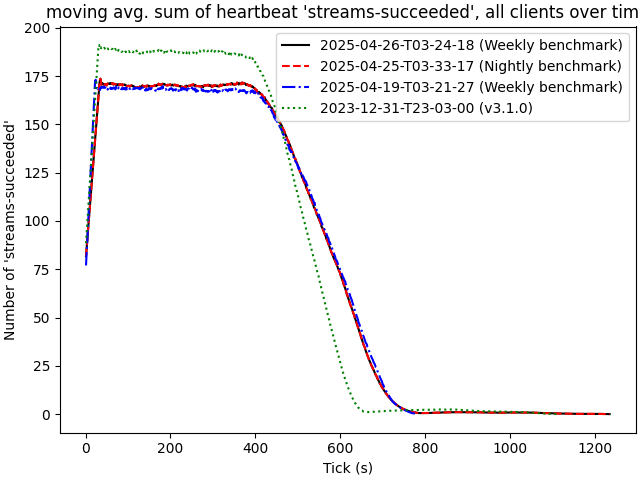 moving avg. sum of heartbeat 'streams-succeeded', all clients over tim
2025-04-26-T03-24-18 (Weekly benchmark)
2025-04-25-T03-33-17 (Nightly benchmark)
2025-04-19-T03-21-27 (Weekly benchmark)
2023-12-31-T23-03-00 (v3.1.0)
Number of 'streams-succeeded'
200
175
150
125
100
75
50
25
0
0 200 400 600 800 1000 1200
Tick (s)